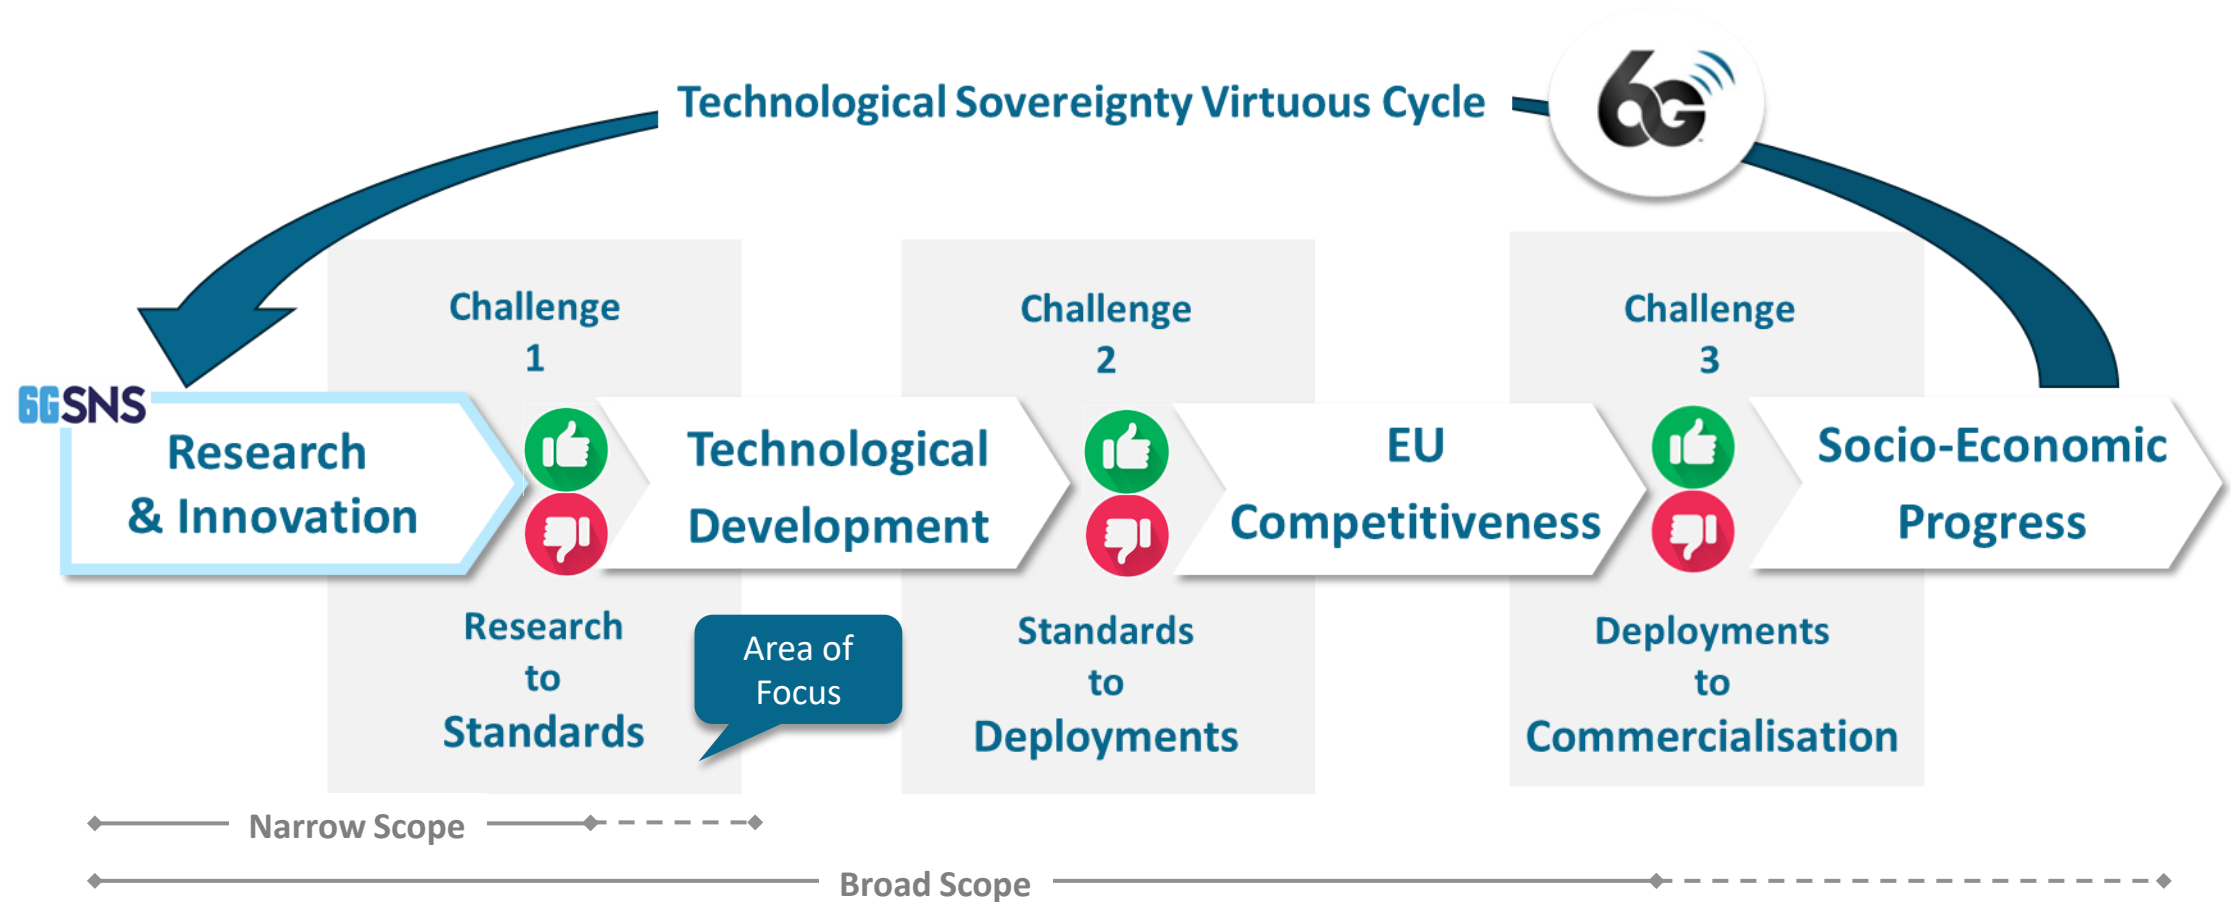 Technological Sovereignty Virtuous Cycle
6G
Challenge
1
Challenge
2
Challenge
3
6GSNS
Research
& Innovation
Technological
Development
EU
Competitiveness
Socio-Economic
Progress
Research
to
Standards
Area of
Focus
Standards
to
Deployments
Deployments
to
Commercialisation
Narrow Scope
Broad Scope